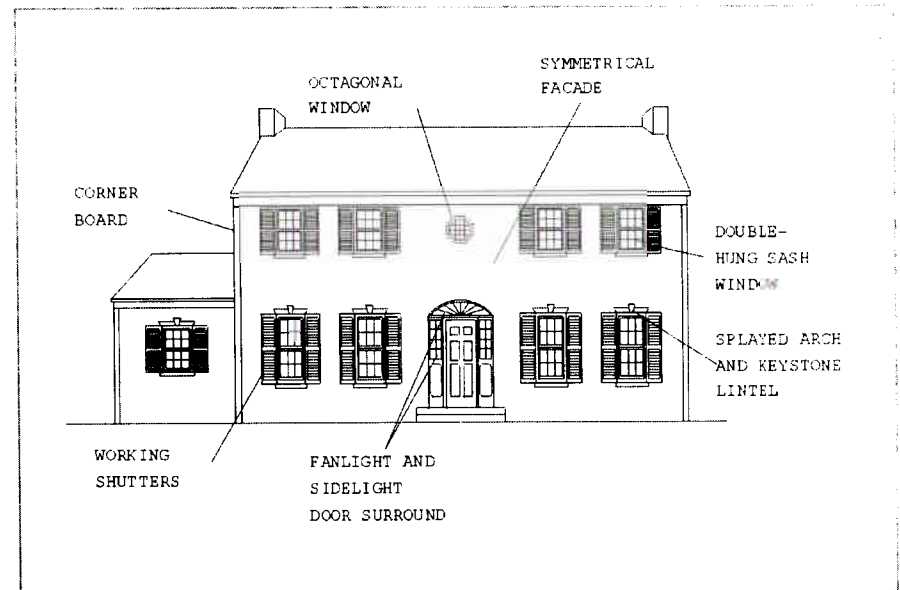 SYMMETRICAL
FACADE
OCTAGONAL
WINDOW
CORNER
BOARD
DOUBLE-
HUNG SASH
WINDOW
SPLAYED ARCH
AND KEYSTONE
LINTEL
WORKING
SHUTTERS
FANLIGHT AND
SIDELIGHT
DOOR SURROUND